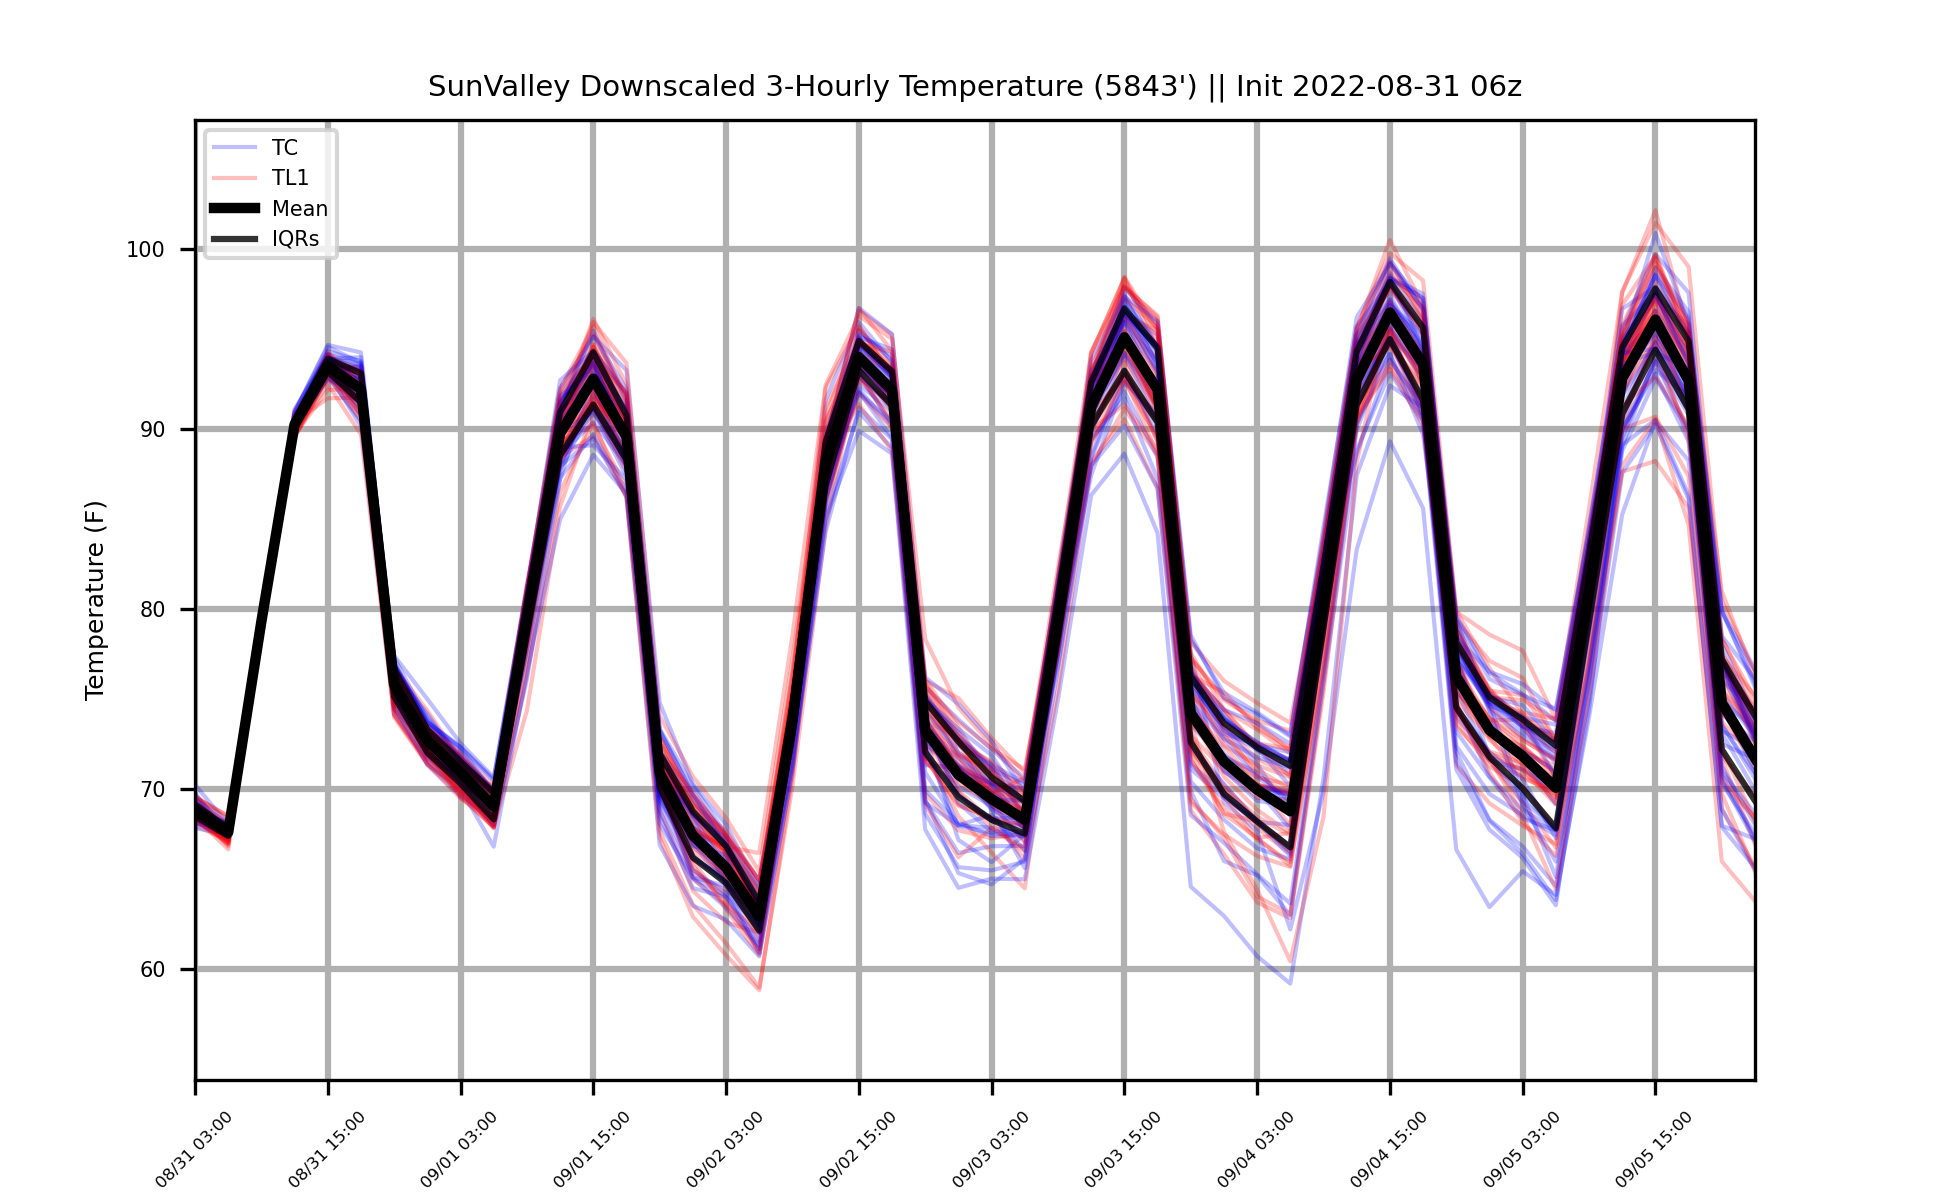 SunValley Downscaled 3-Hourly Temperature (5843') || Init 2022-08-31 06z
TC
TL1
Mean
IQRs
Temperature (F)
100
90
80
70
60
08/31 03:00
08/31 15:00
09/01 03:00
09/01 15:00
09/02 03:00
09/02 15:00
09/03 03:00
09/03 15:00
09/04 03:00
09/04 15:00
09/05 03:00
09/05 15:00